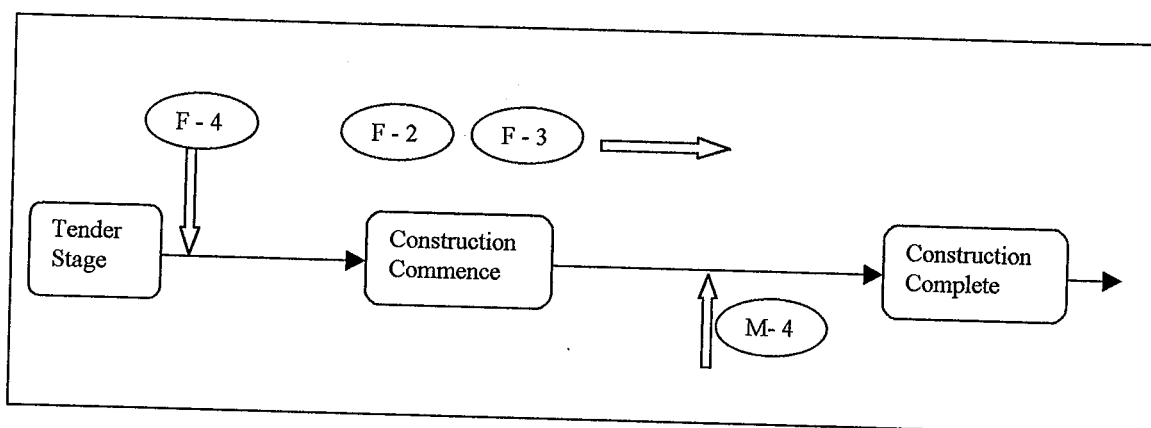 F - 4
F - 2
F - 3
Tender
Stage
Construction
Commence
Construction
Complete
M- 4